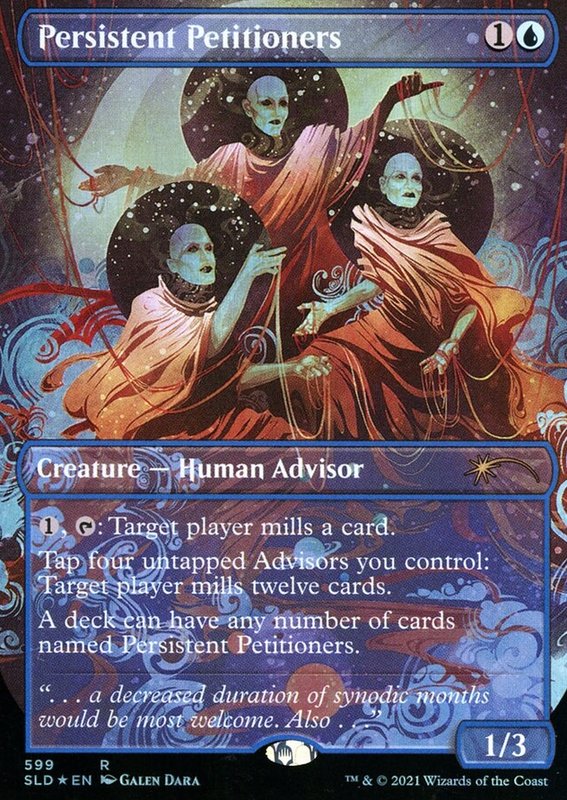 Persistent Petitioners 1
Creature — Human Advisor
1, : Target player mills a card.
Tap four untapped Advisors you control:
Target player mills twelve cards.
A deck can have any number of cards
named Persistent Petitioners.
“. . . a decreased duration of synodic months
would be most welcome. Also . . .”
1/3
599 R
SLD ★ EN Galen Dara
™ & © 2021 Wizards of the Coast